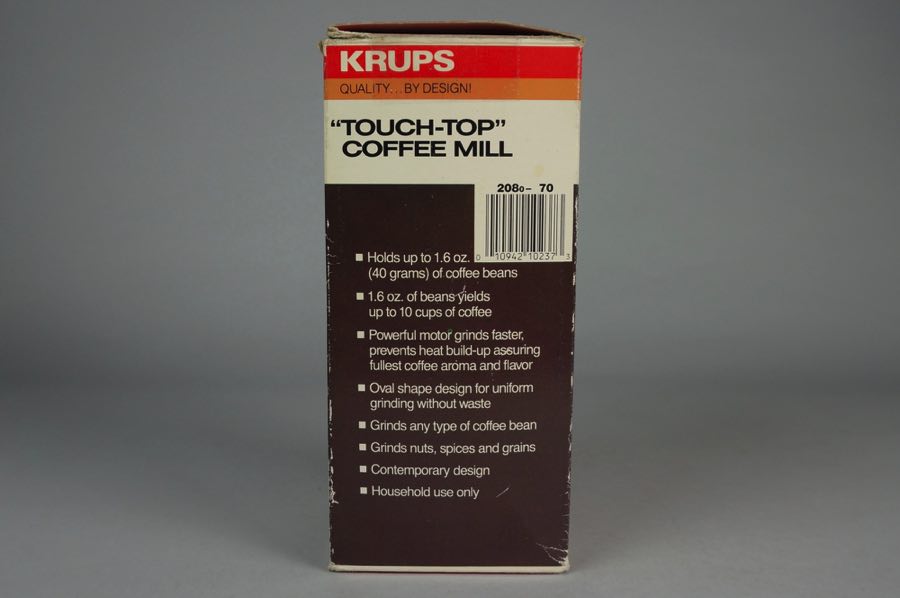 KRUPS
QUALITY...BY DESIGN!
"TOUCH-TOP"
COFFEE MILL
208o- 70
0 10942 10237 3
■ Holds up to 1.6 oz.
(40 grams) of coffee beans
■ 1.6 oz. of beans yields
up to 10 cups of coffee
■ Powerful motor grinds faster,
prevents heat build-up assuring
fullest coffee aroma and flavor
■ Oval shape design for uniform
grinding without waste
■ Grinds any type of coffee bean
■ Grinds nuts, spices and grains
■ Contemporary design
■ Household use only